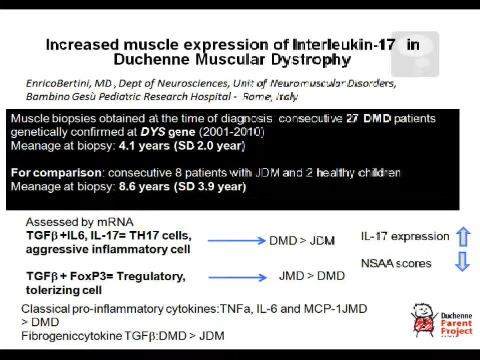 Increased muscle expression of Interleukin-17 in
Duchenne Muscular Dystrophy
EnricoBertini, MD, Dept of Neurosciences, Unit of Neuromuscular Disorders,
Bambino Gesù Pediatric Research Hospital - Rome, Italy
Muscle biopsies obtained at the time of diagnosis: consecutive 27 DMD patients
genetically confirmed at DYS gene (2001-2010)
Meanage at biopsy: 4.1 years (SD 2.0 year)
For comparison: consecutive 8 patients with JDM and 2 healthy children
Meanage at biopsy: 8.6 years (SD 3.9 year)
Assessed by mRNA
TGFβ +IL6, IL-17= TH17 cells,
aggressive inflammatory cell
DMD > JDM
IL-17 expression
NSAA scores
TGFβ + FoxP3= Tregulatory,
tolerizing cell
JMD > DMD
Classical pro-inflammatory cytokines: TNFa, IL-6 and MCP-1JMD
> DMD
Fibrogeniccytokine TGFβ:DMD > JDM
Duchenne
Parent
Project